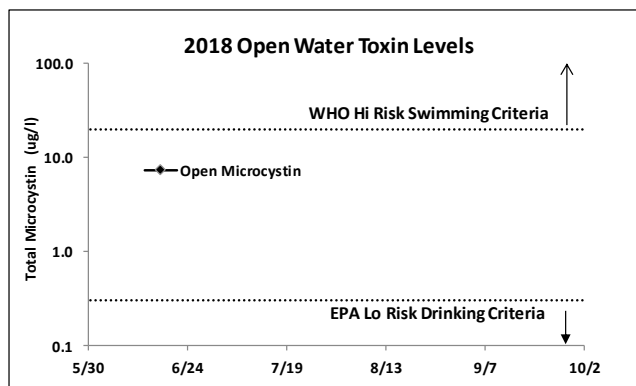 2018 Open Water Toxin Levels
Total Microcystin (ug/l)
100.0
10.0
1.0
0.1
WHO Hi Risk Swimming Criteria
Open Microcystin
EPA Lo Risk Drinking Criteria
5/30 6/24 7/19 8/13 9/7 10/2